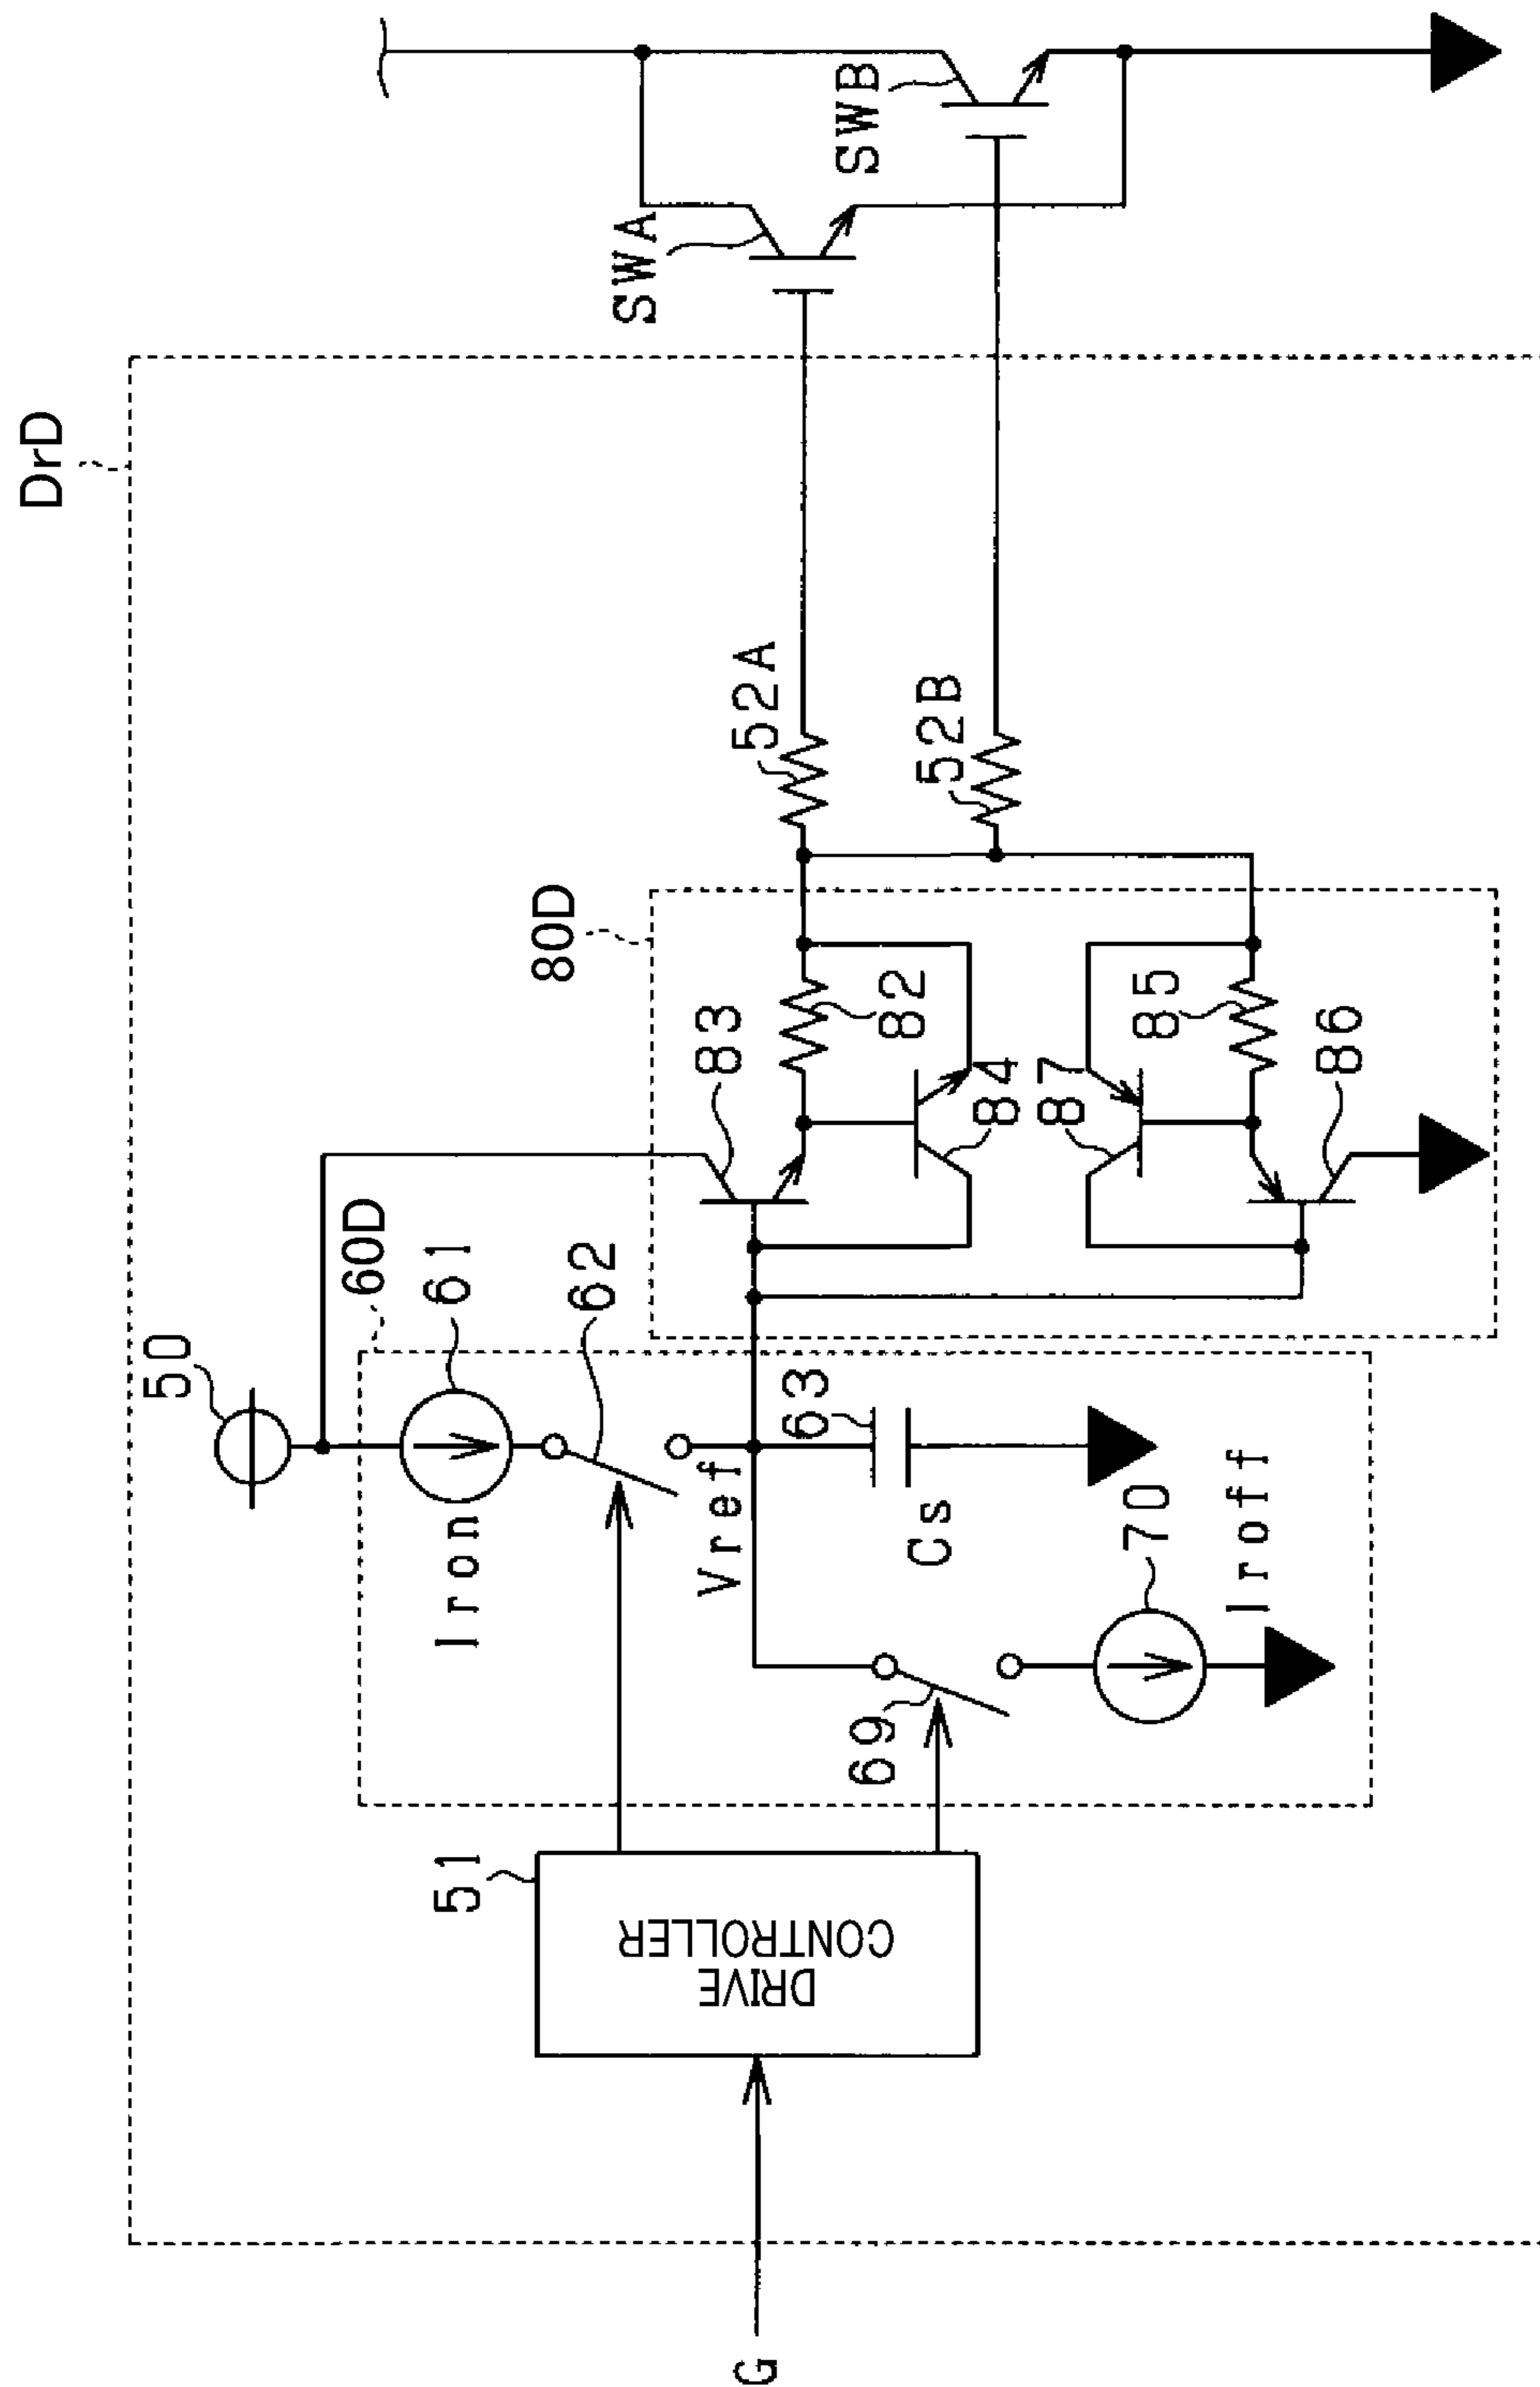 DrD
50
60D
61
Iron
62
Vref
63
Cs
69
70
Iroff
51
DRIVE
CONTROLLER
G
80D
83
82
84
87
85
86
52A
52B
SWA
SWB